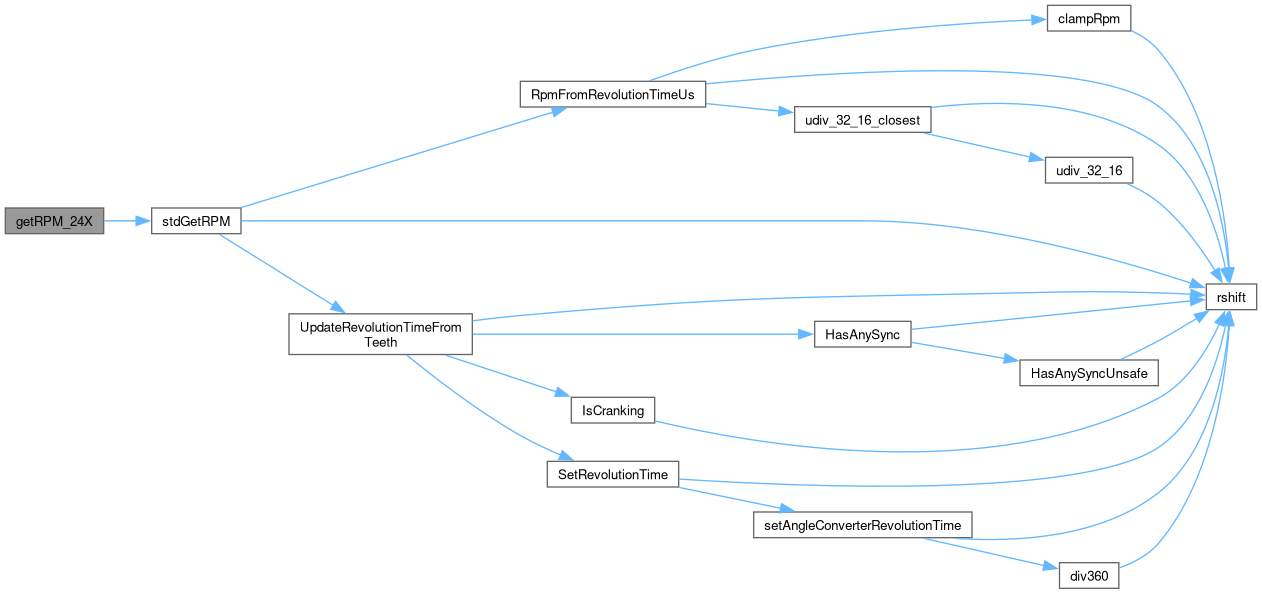 clampRpm
RpmFromRevolutionTimeUs
udiv_32_16_closest
udiv_32_16
getRPM_24X
stdGetRPM
rshift
UpdateRevolutionTimeFrom
Teeth
HasAnySync
HasAnySyncUnsafe
IsCranking
SetRevolutionTime
setAngleConverterRevolutionTime
div360